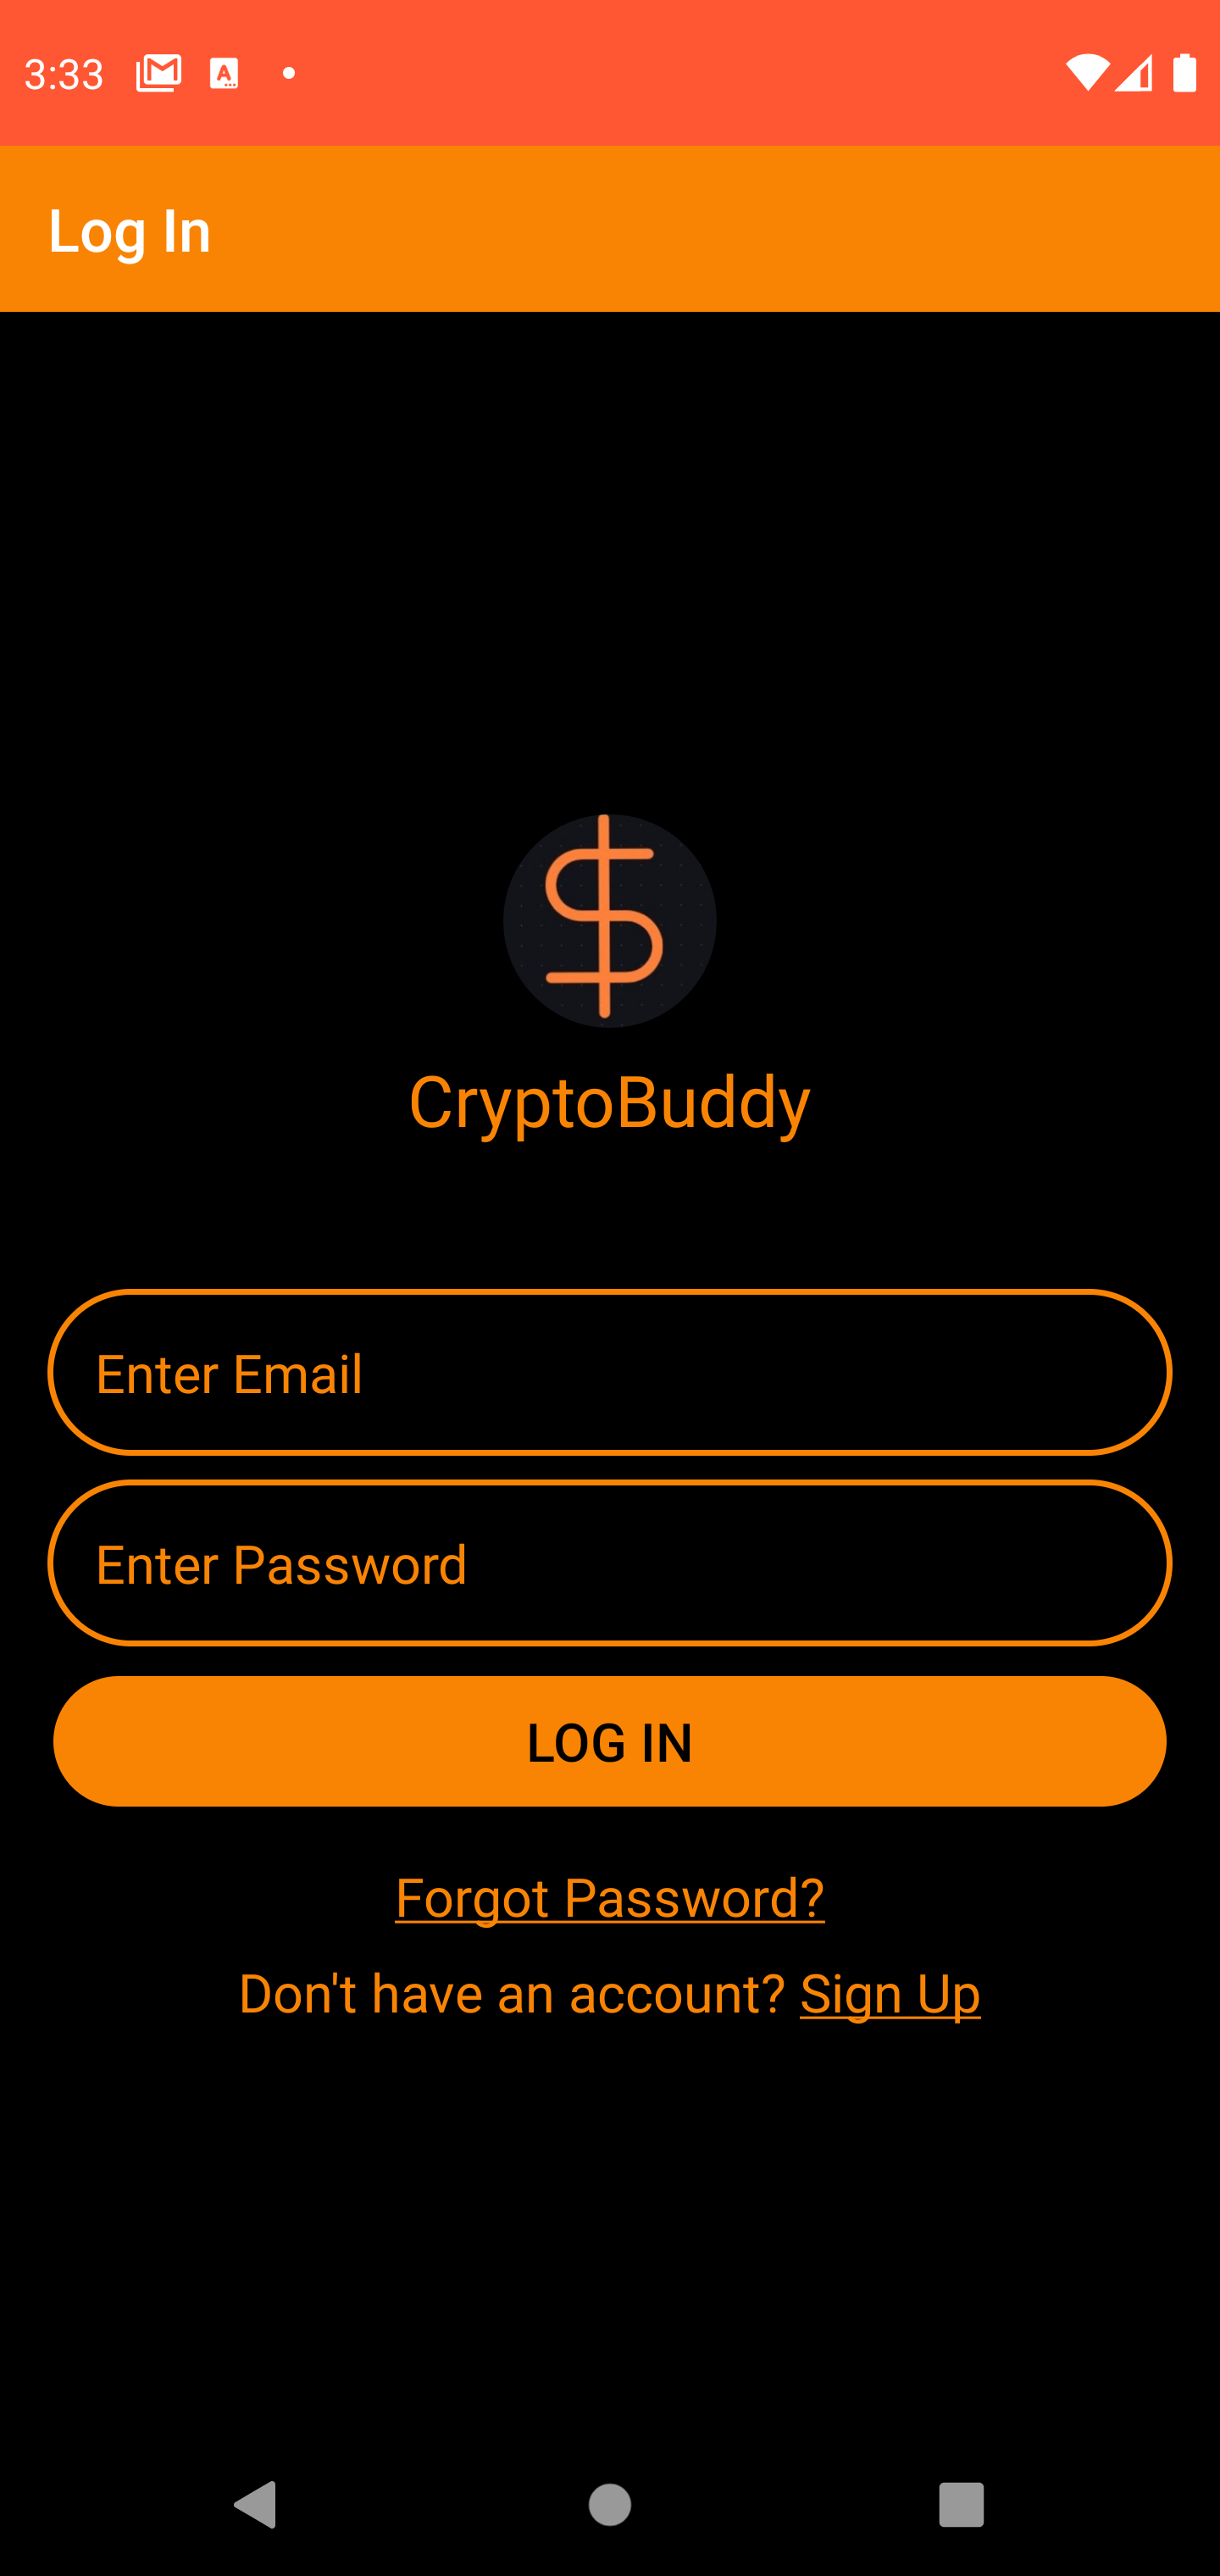 3:33
Log In
CryptoBuddy
Enter Email
Enter Password
LOG IN
Forgot Password?
Don't have an account? Sign Up